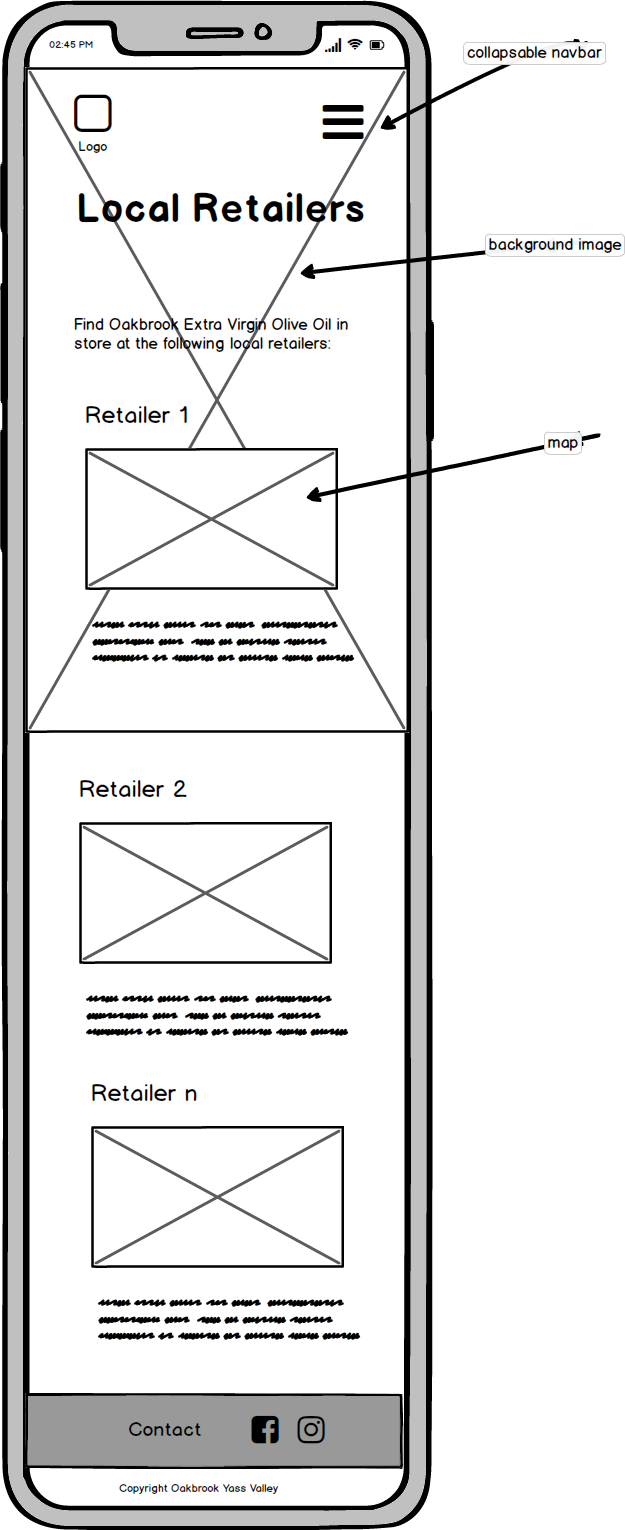 02:45 PM
collapsable navbar
Logo
Local Retailers
background image
Find Oakbrook Extra Virgin Olive Oil in
store at the following local retailers:
Retailer 1
map
Retailer 2
Retailer n
Contact
Copyright Oakbrook Yass Valley